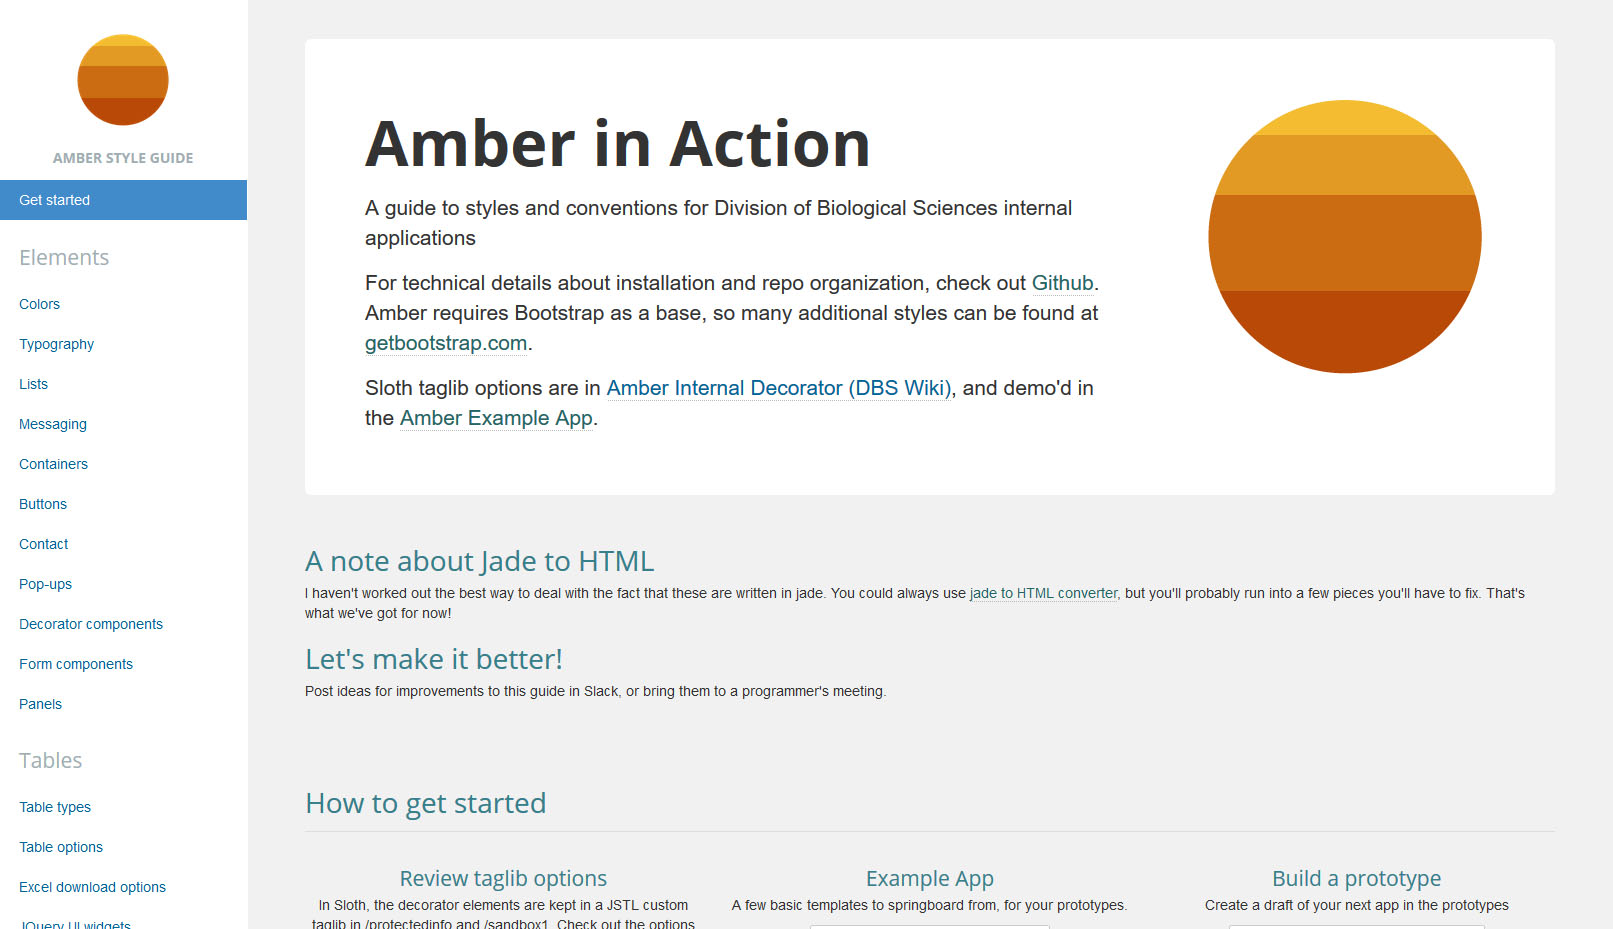 AMBER STYLE GUIDE
Get started
Elements
Colors
Typography
Lists
Messaging
Containers
Buttons
Contact
Pop-ups
Decorator components
Form components
Panels
Tables
Table types
Table options
Excel download options
JQuery UI widgets
Amber in Action
A guide to styles and conventions for Division of Biological Sciences internal
applications
For technical details about installation and repo organization, check out Github.
Amber requires Bootstrap as a base, so many additional styles can be found at
getbootstrap.com.
Sloth taglib options are in Amber Internal Decorator (DBS Wiki), and demo'd in
the Amber Example App.
A note about Jade to HTML
I haven't worked out the best way to deal with the fact that these are written in jade. You could always use jade to HTML converter, but you'll probably run into a few pieces you'll have to fix. That's
what we've got for now!
Let's make it better!
Post ideas for improvements to this guide in Slack, or bring them to a programmer's meeting.
How to get started
Review taglib options
In Sloth, the decorator elements are kept in a JSTL custom
taglib in /protectedinfo and /sandbox1. Check out the options
Example App
A few basic templates to springboard from, for your prototypes.
Build a prototype
Create a draft of your next app in the prototypes